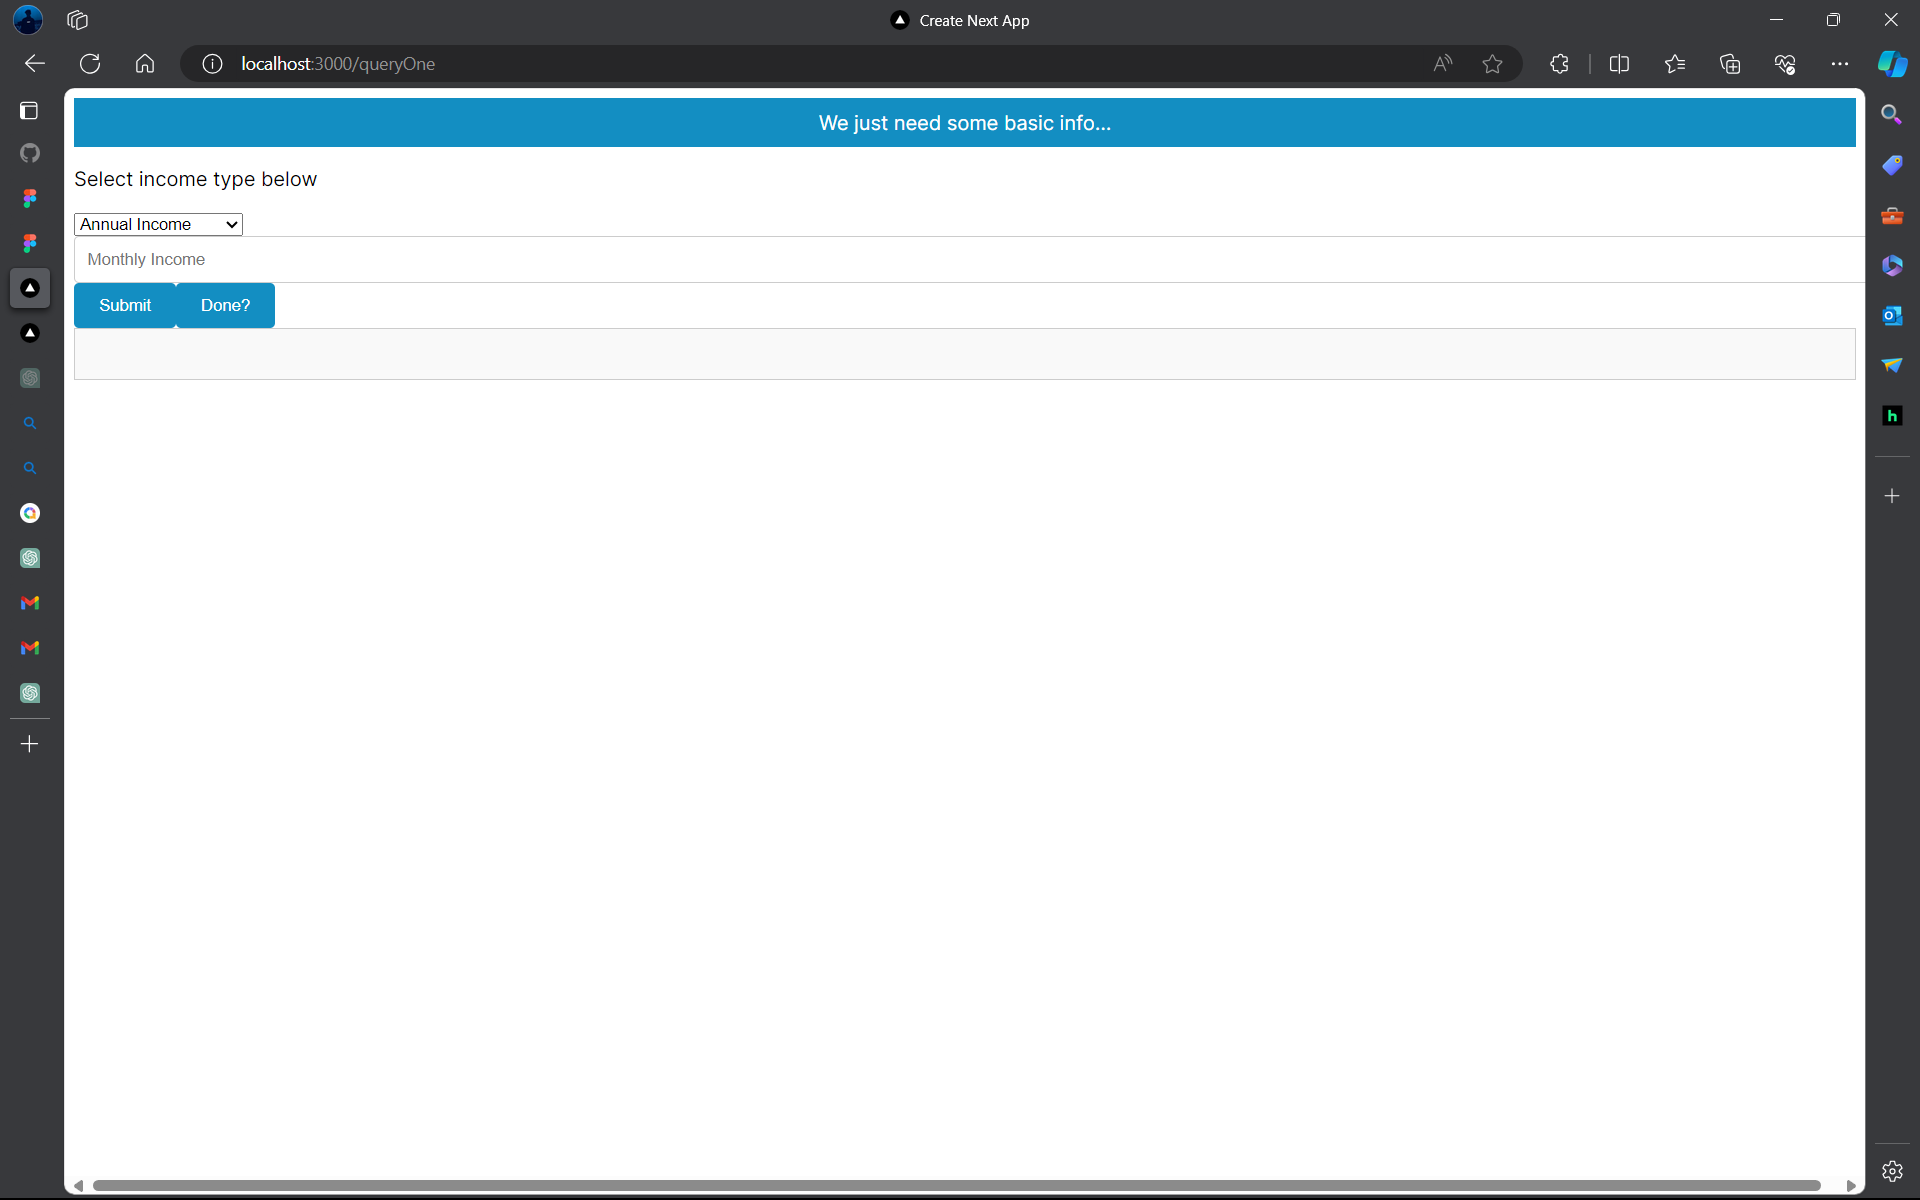 Create Next App
localhost:3000/queryOne
We just need some basic info...
Select income type below
Annual Income
Monthly Income
Submit
Done?
h